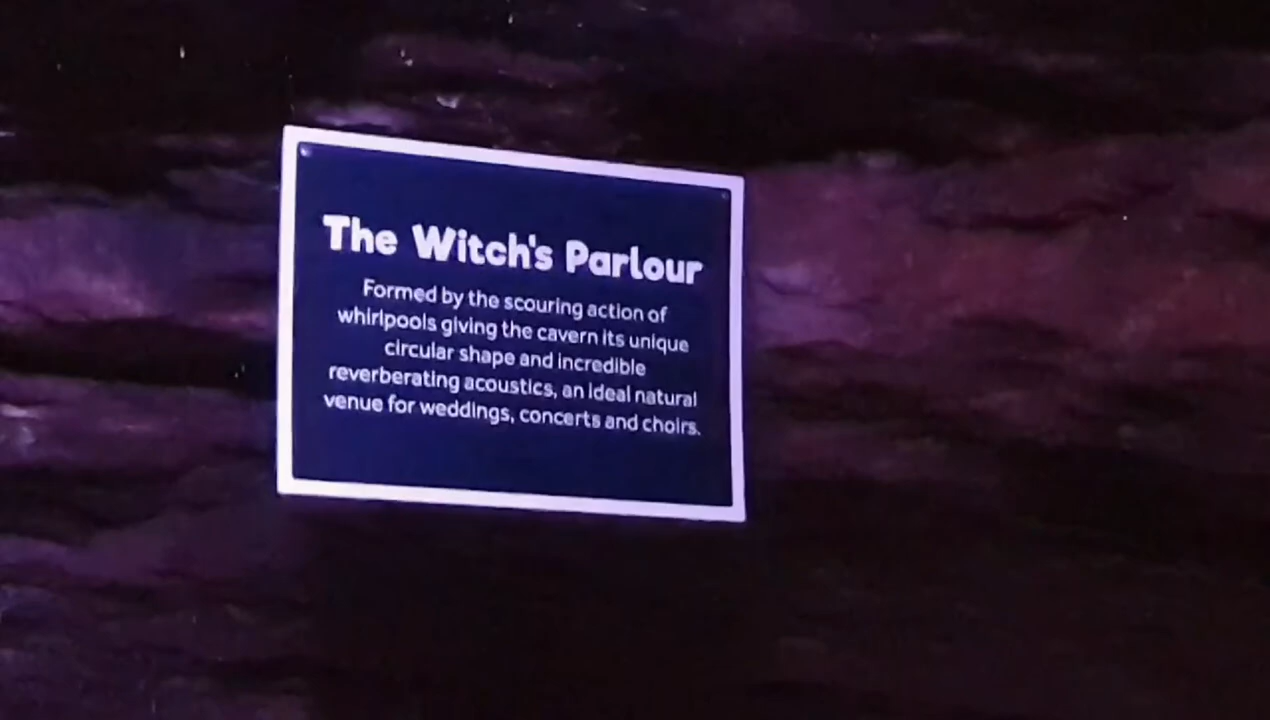 The Witch's Parlour
Formed by the scouring action of
whirlpools giving the cavern its unique
circular shape and incredible
reverberating acoustics, an ideal natural
venue for weddings, concerts and choirs.